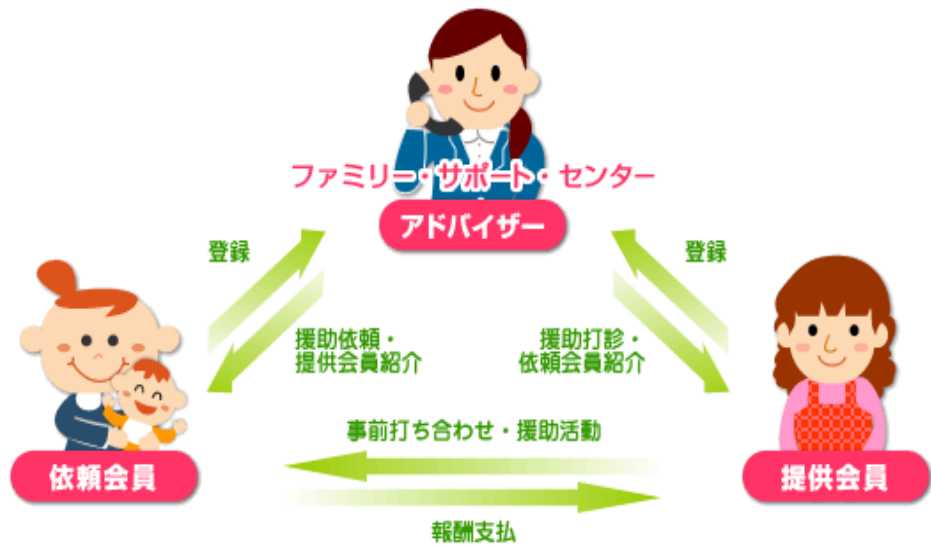 ファミリー・サポート・センター
アドバイザー
登録
登録
援助依頼・
提供会員紹介
援助打診・
依頼会員紹介
事前打ち合わせ・援助活動
依頼会員
提供会員
報酬支払